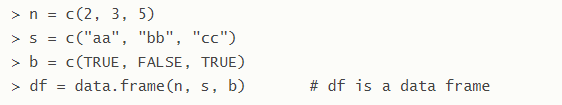 > n = c(2, 3, 5)
> s = c("aa", "bb", "cc")
> b = c(TRUE, FALSE, TRUE)
> df = data.frame(n, s, b)       # df is a data frame